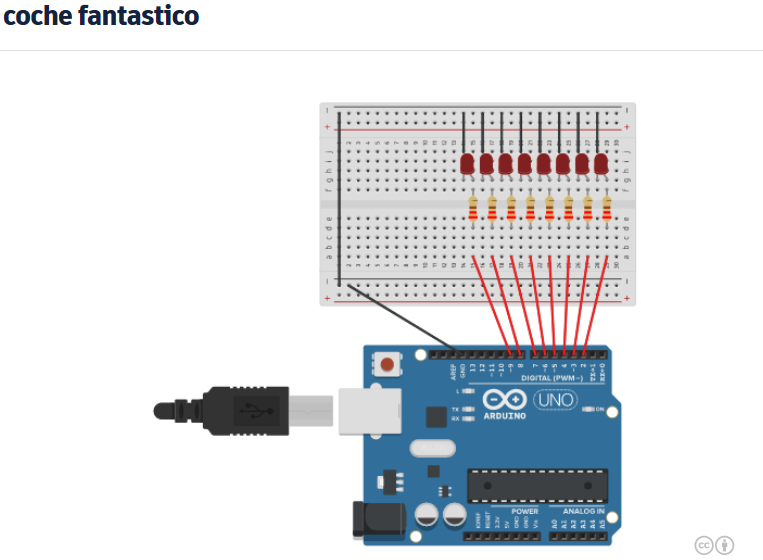 coche fantastico
j
i
h
g
f
e
d
c
b
a
AREF
GND
13
12
~11
~10
~9
8
7
~6
~5
4
~3
2
TX→1
RX←0
DIGITAL (PWM~)
L
TX
RX
ARDUINO
UNO
ON
POWER
ANALOG IN
IOREF
RESET
3.3V
5V
GND
GND
Vin
A0
A1
A2
A3
A4
A5
cc